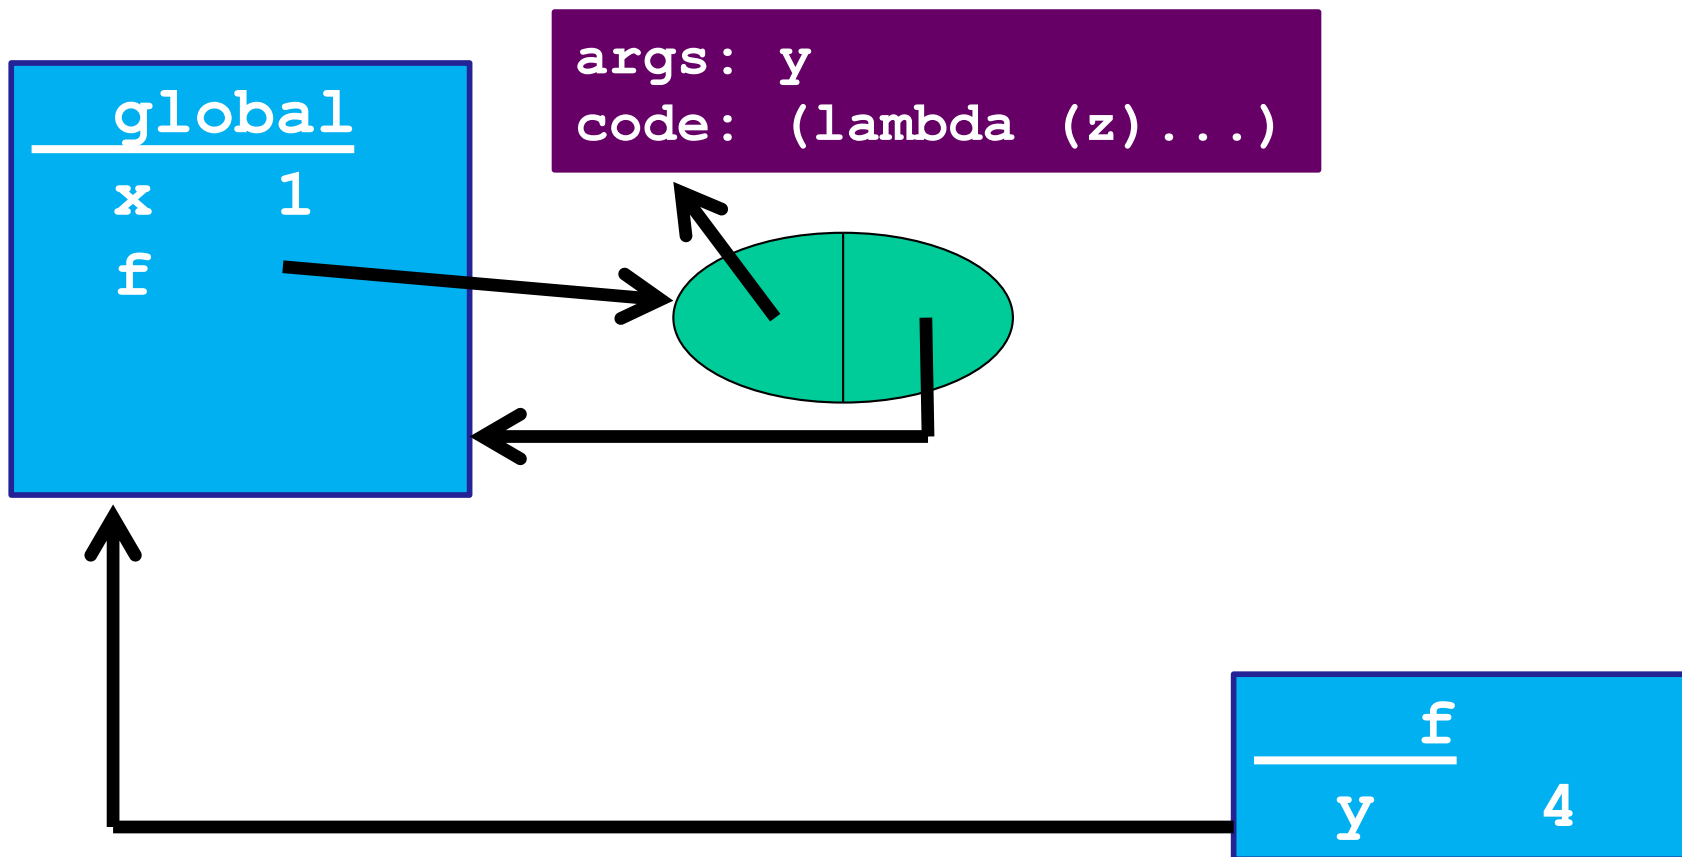 args: y
code: (lambda (z)...)
global
x 1
f
f
y 4